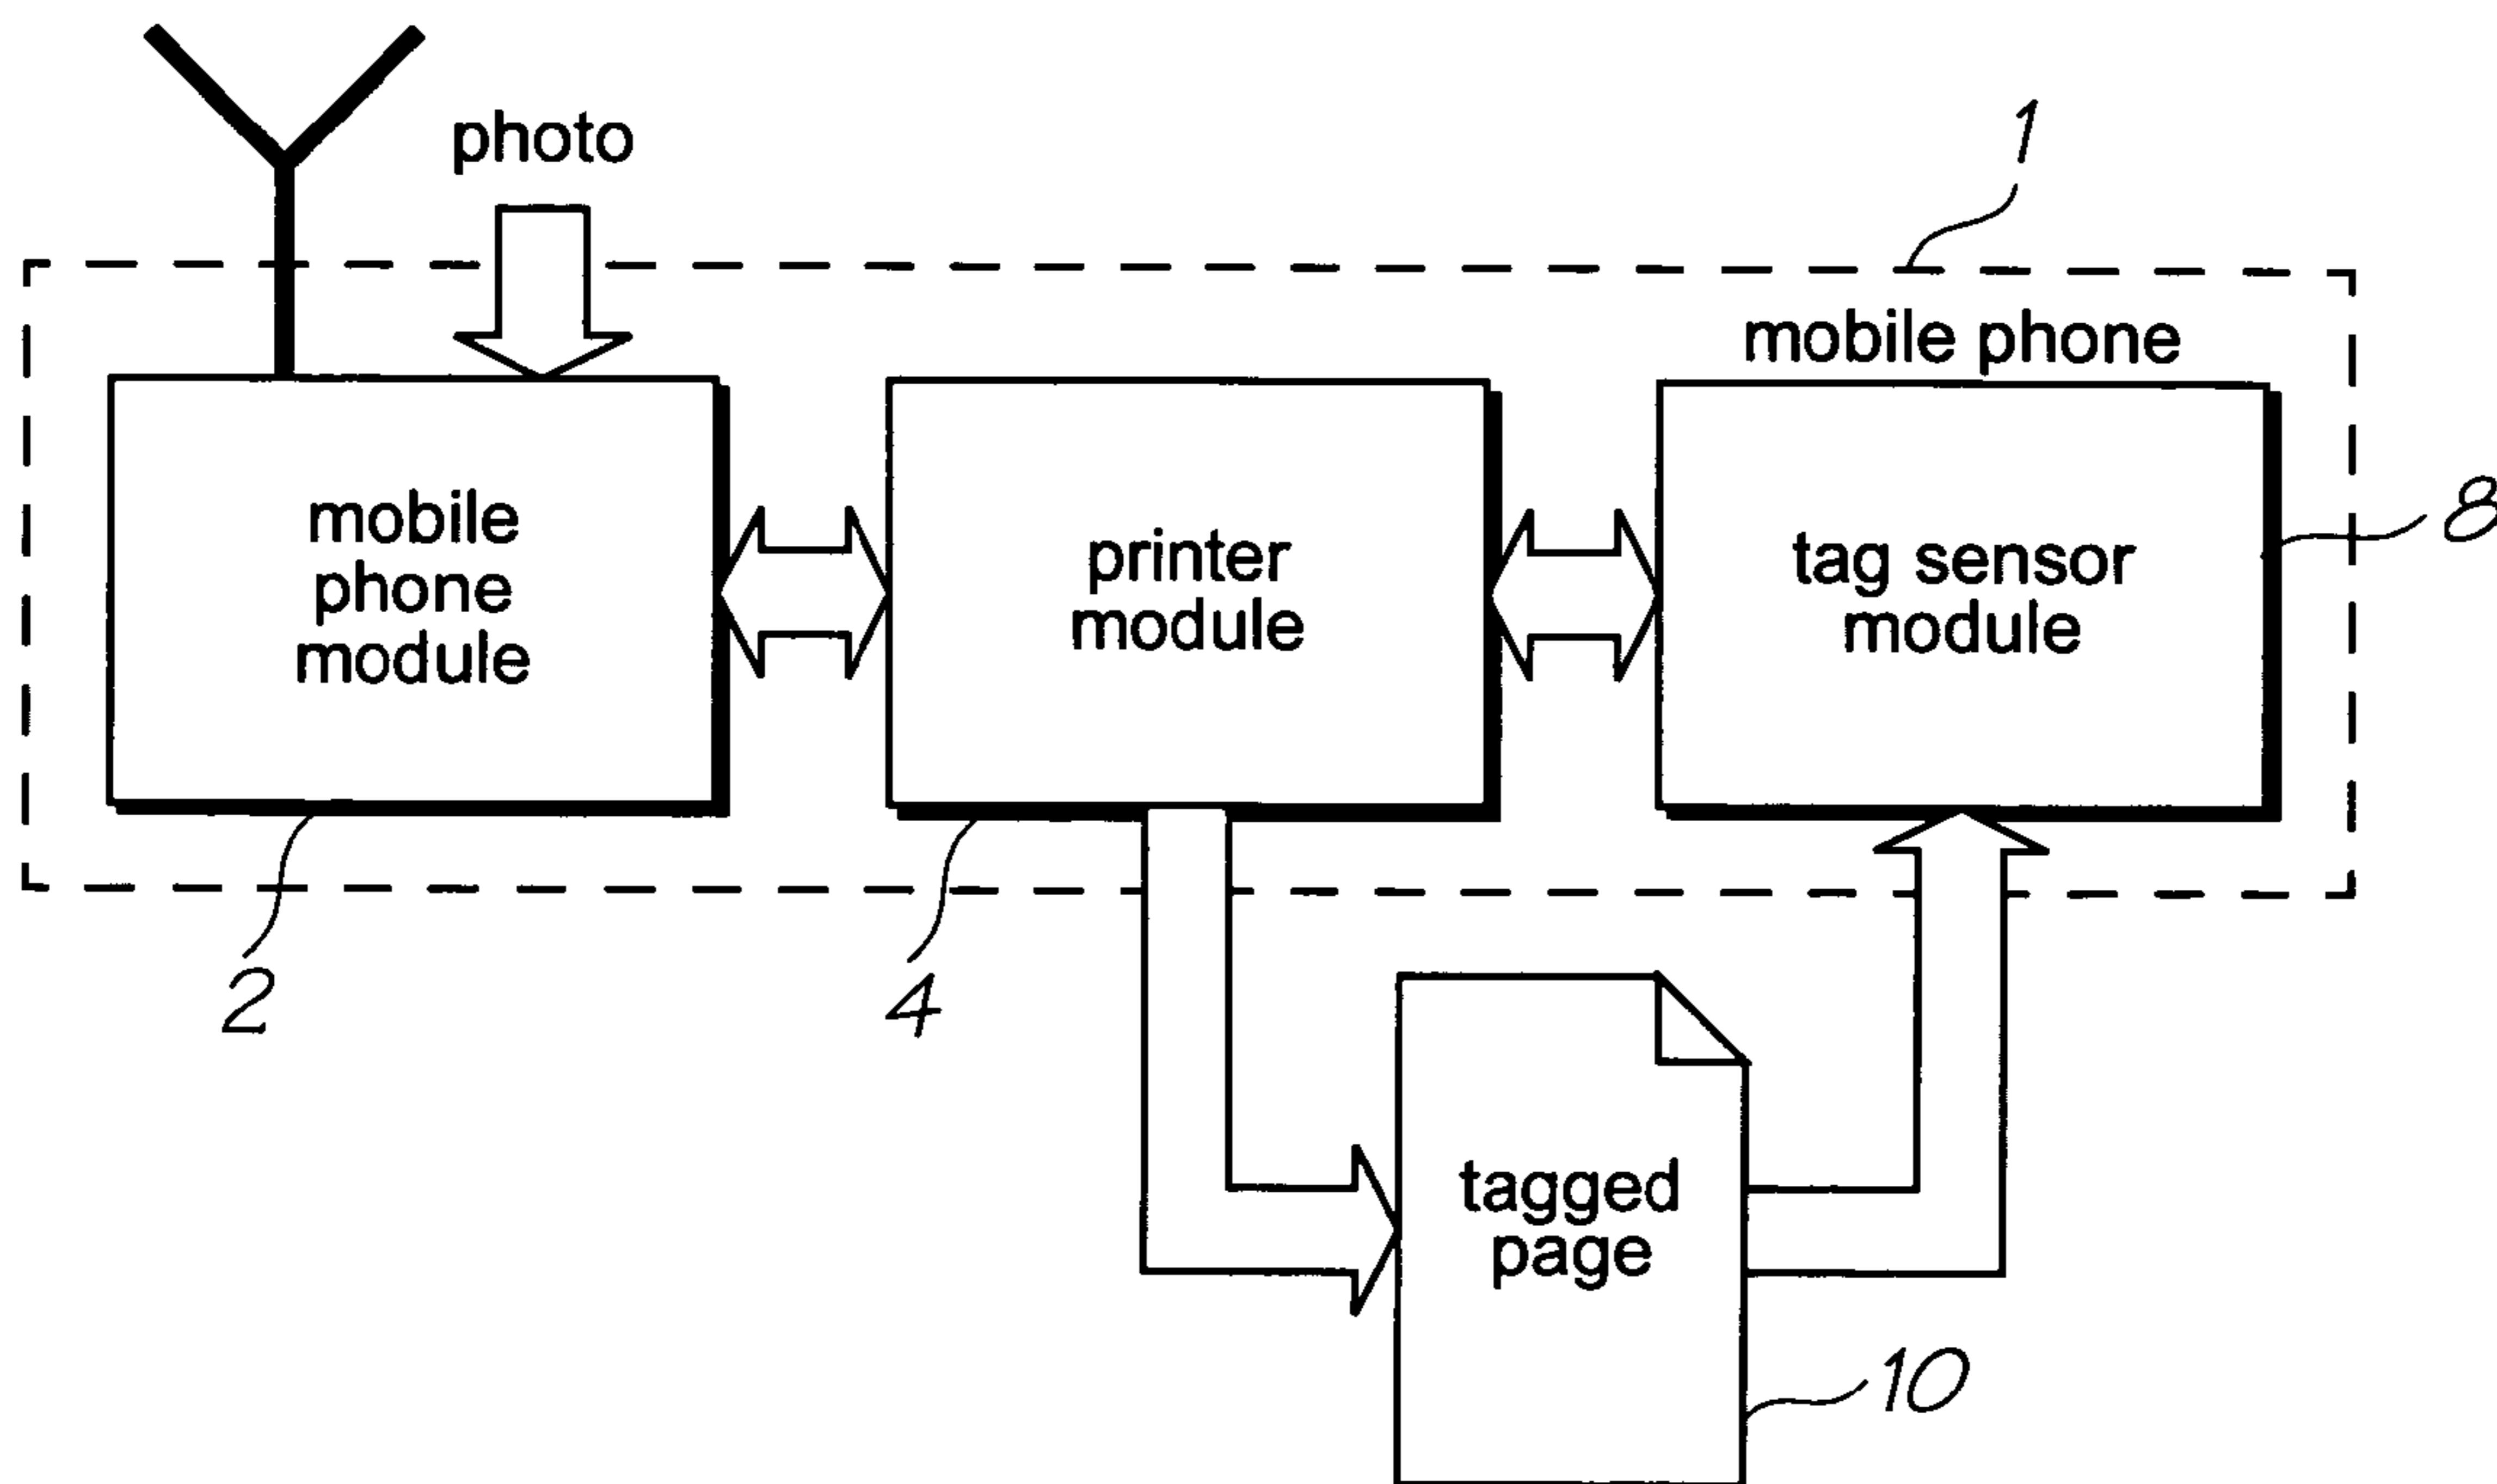 photo
1
mobile phone
mobile
phone
module
printer
module
tag sensor
module
8
2
4
tagged
page
10